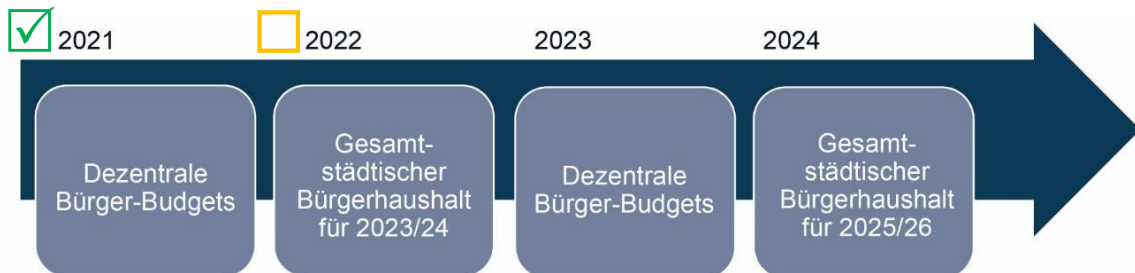 2021
2022
2023
2024
Dezentrale
Bürger-Budgets
Gesamt-
städtischer
Bürgerhaushalt
für 2023/24
Dezentrale
Bürger-Budgets
Gesamt-
städtischer
Bürgerhaushalt
für 2025/26